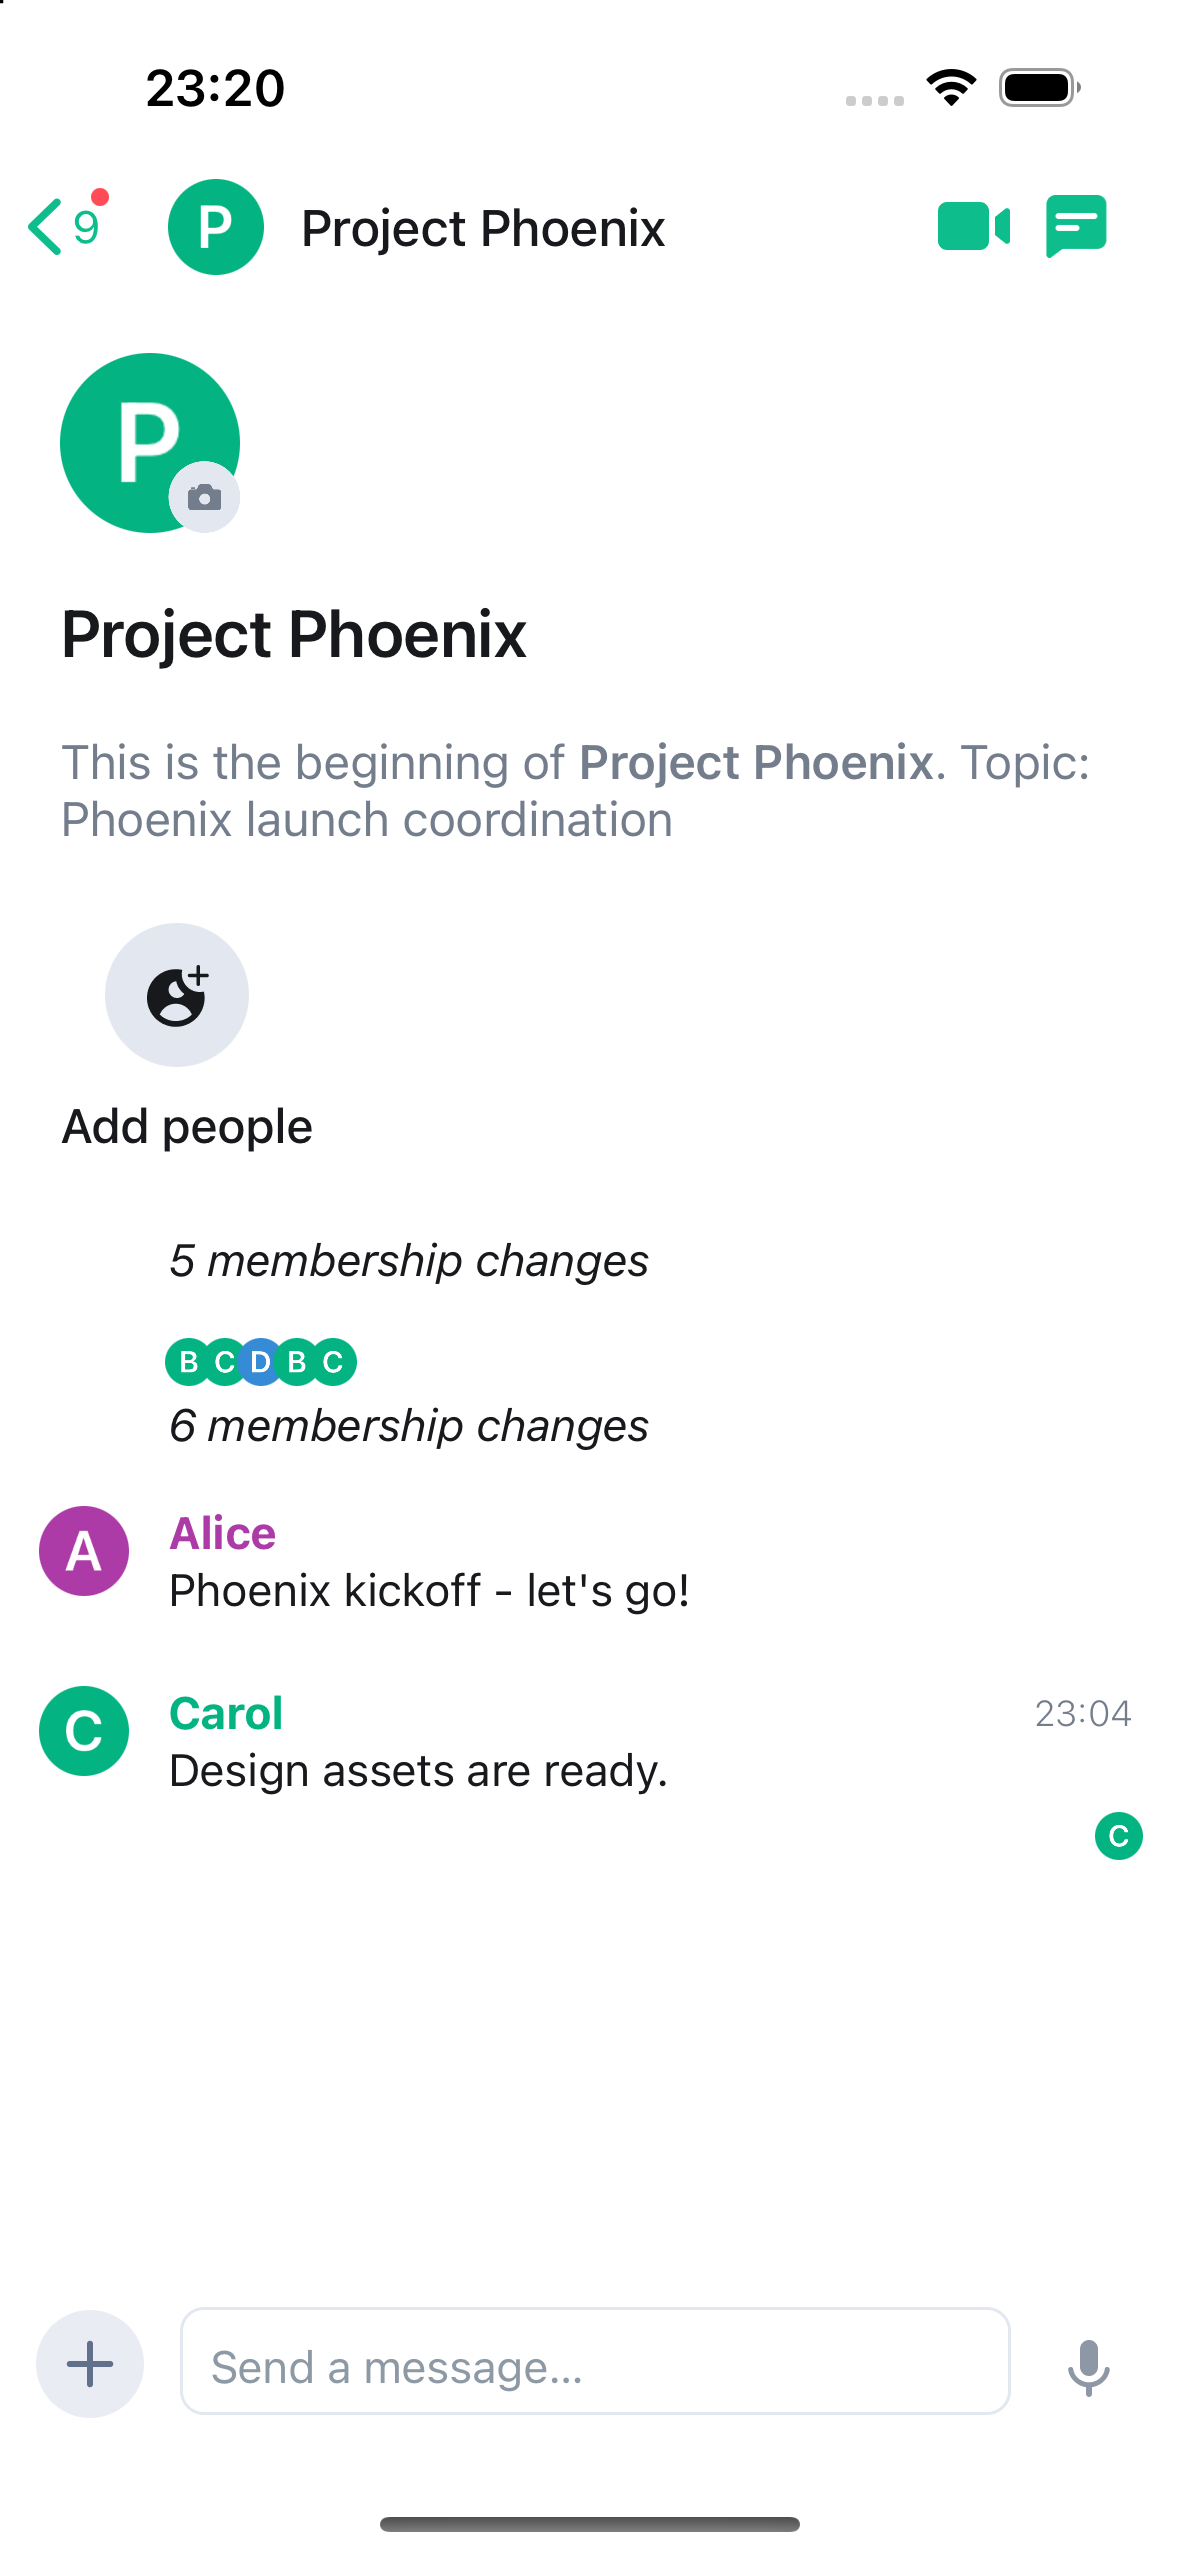 23:20
9
P
Project Phoenix
P
Project Phoenix
This is the beginning of Project Phoenix. Topic:
Phoenix launch coordination
Add people
5 membership changes
B C D B C
6 membership changes
A
Alice
Phoenix kickoff - let's go!
C
Carol
23:04
Design assets are ready.
C
Send a message...